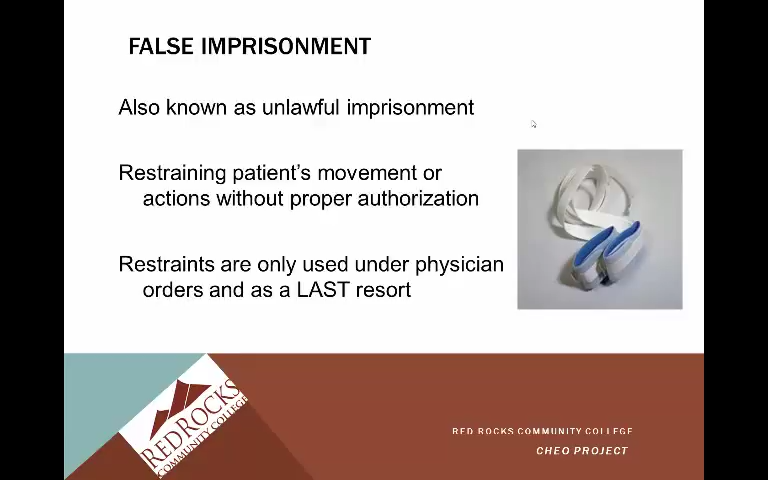 FALSE IMPRISONMENT
Also known as unlawful imprisonment
Restraining patient's movement or
actions without proper authorization
Restraints are only used under physician
orders and as a LAST resort
RED ROCKS
COMMUNITY COLLEGE
RED ROCKS COMMUNITY COLLEGE
CHEO PROJECT